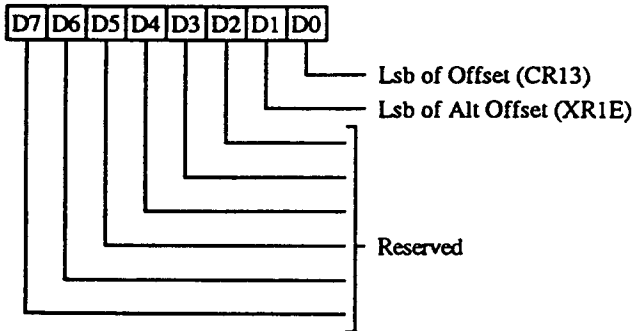 D7 D6 D5 D4 D3 D2 D1 D0
Lsb of Offset (CR13)
Lsb of Alt Offset (XR1E)
Reserved